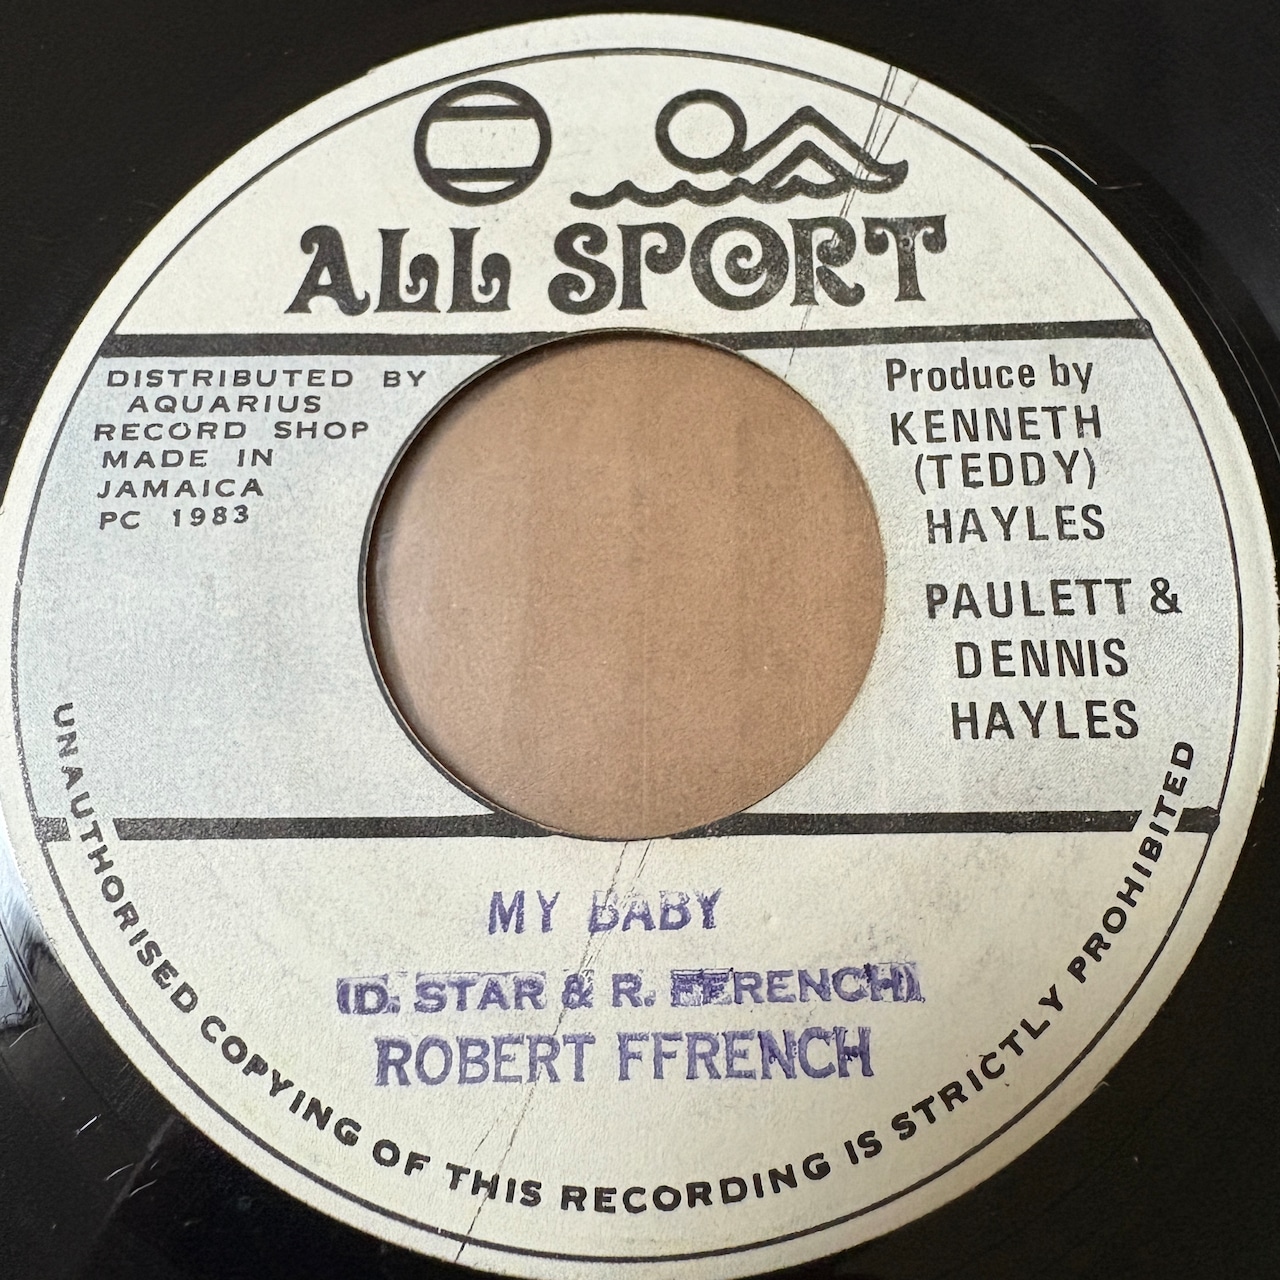 ALL SPORT
DISTRIBUTED BY
AQUARIUS
RECORD SHOP
MADE IN
JAMAICA
PC 1983
Produce by
KENNETH
(TEDDY)
HAYLES
PAULETT &
DENNIS
HAYLES
MY BABY
(D. STAR & R. FFRENCH)
ROBERT FFRENCH
UNAUTHORISED COPYING OF THIS RECORDING IS STRICTLY PROHIBITED